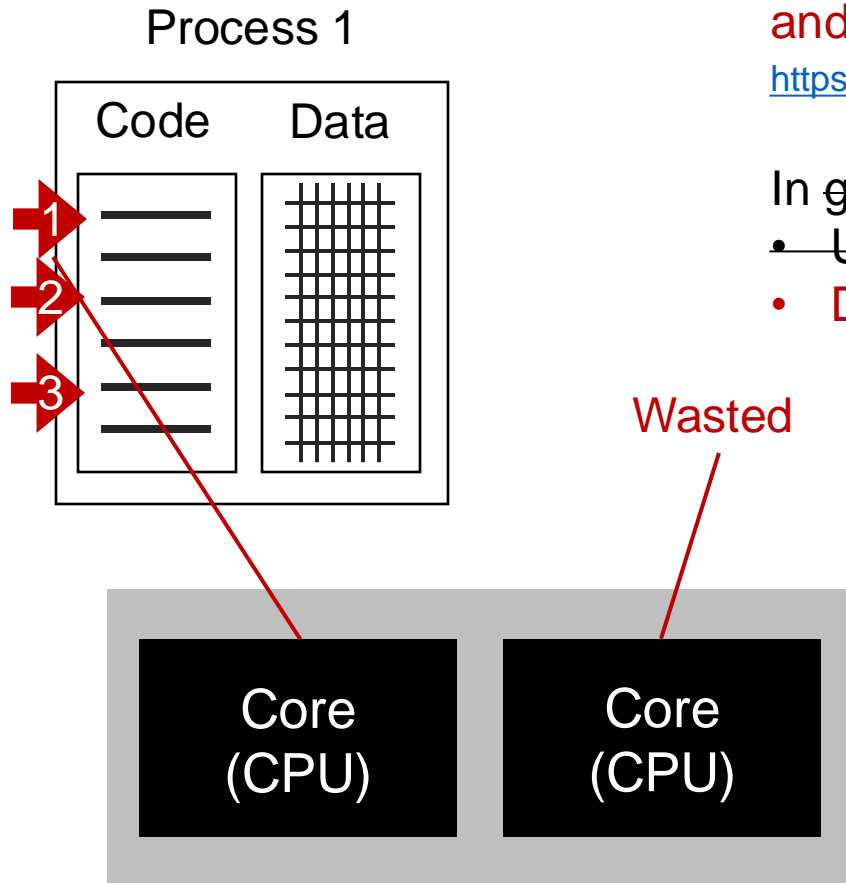 Process 1
and
https
Code Data
In g
• U
• D
1
2
3
Wasted
Core
(CPU)
Core
(CPU)